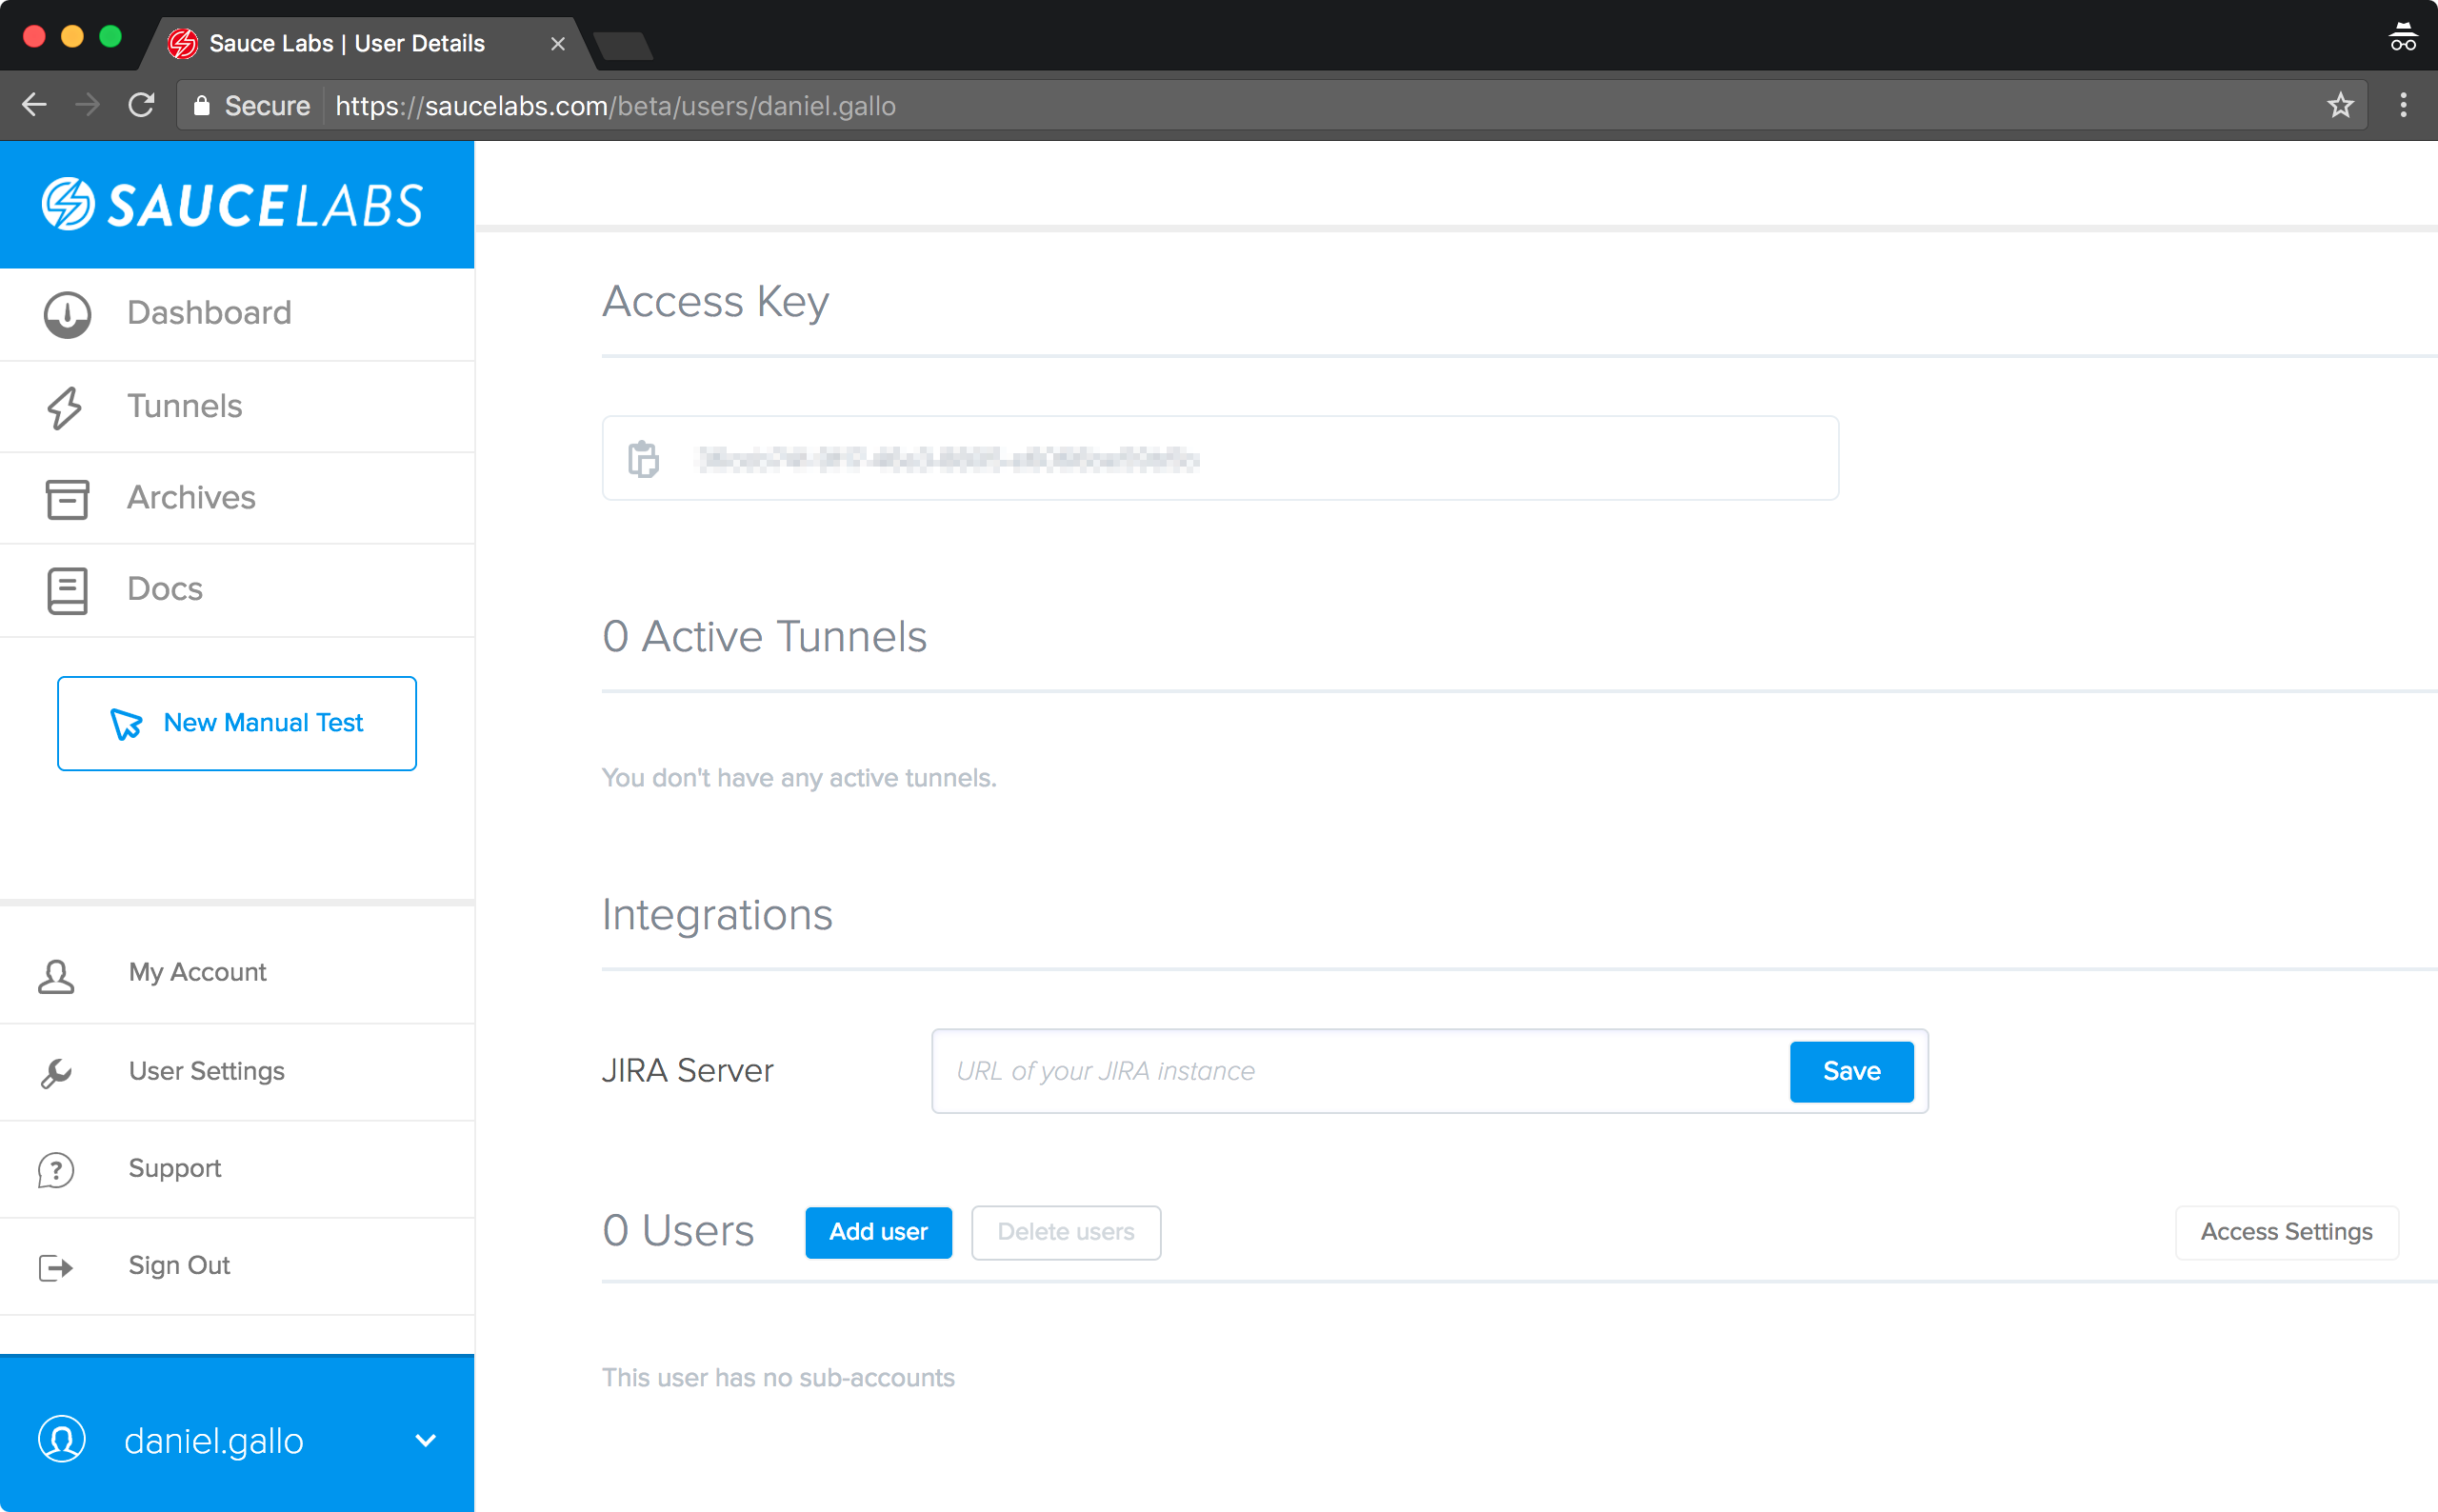 Sauce Labs | User Details
Secure https://saucelabs.com/beta/users/daniel.gallo
SAUCELABS
Dashboard
Tunnels
Archives
Docs
New Manual Test
My Account
User Settings
Support
Sign Out
daniel.gallo
Access Key
0 Active Tunnels
You don't have any active tunnels.
Integrations
JIRA Server
URL of your JIRA instance
Save
0 Users
Add user
Delete users
Access Settings
This user has no sub-accounts